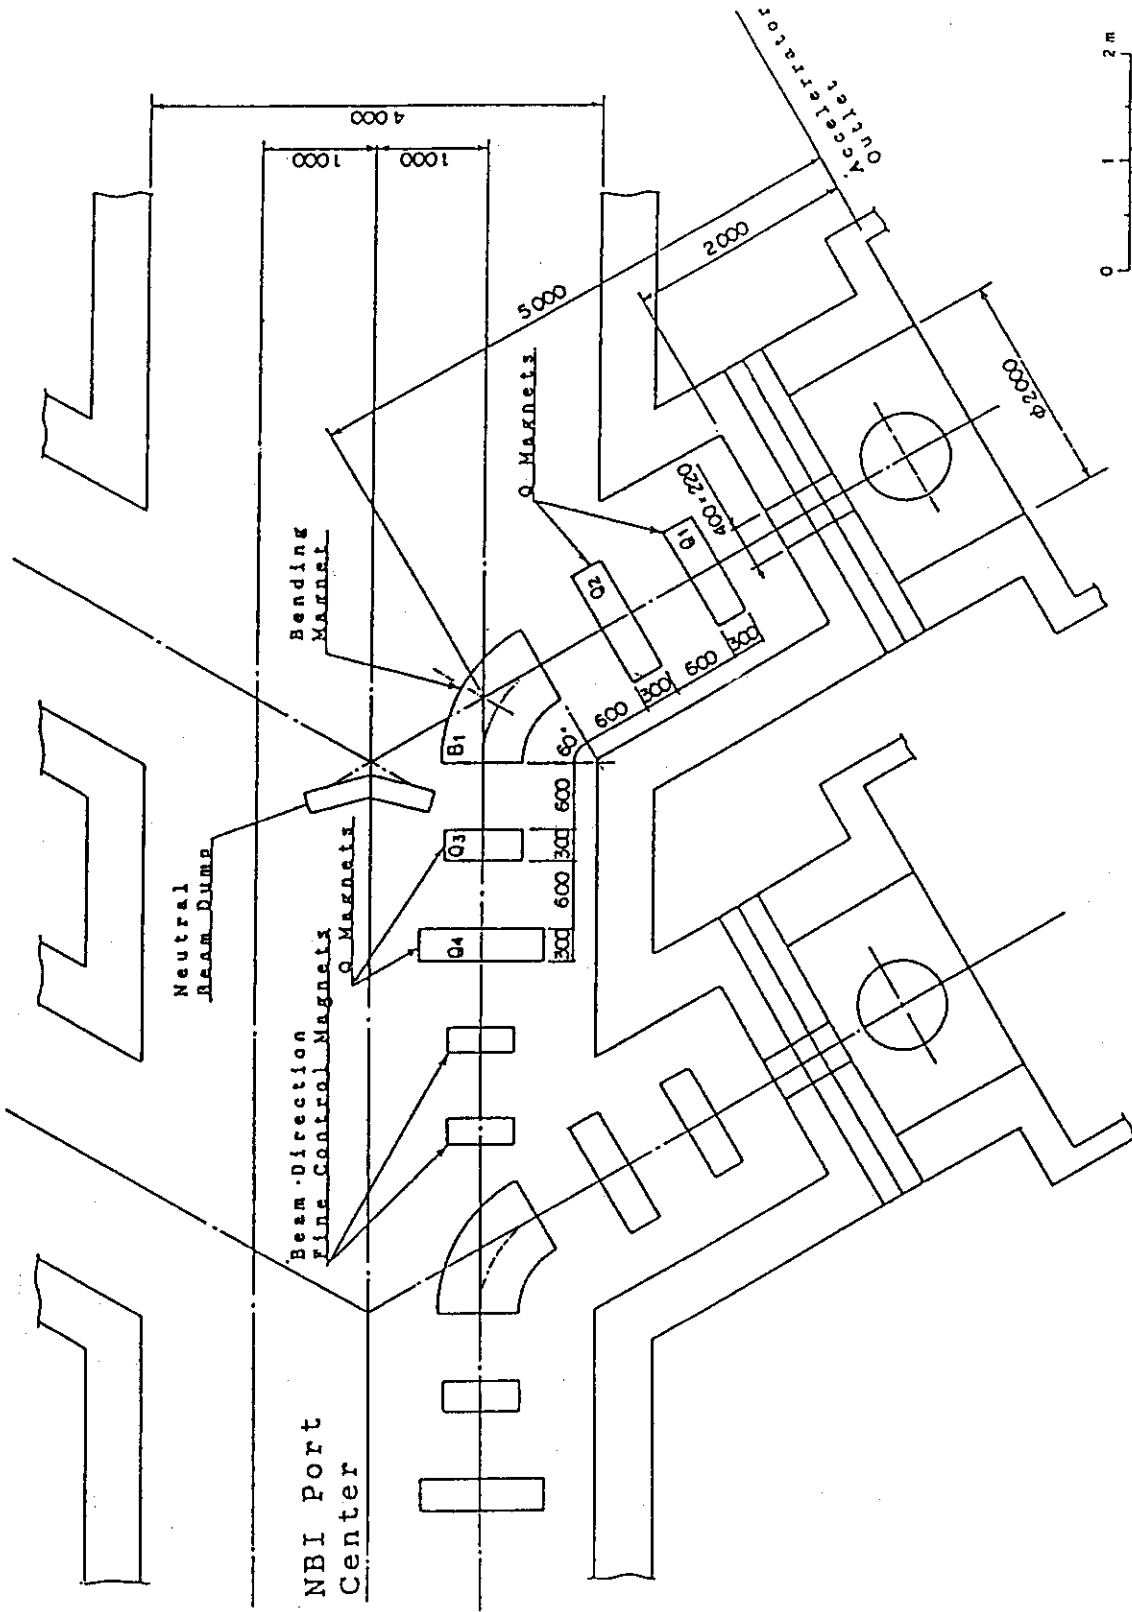 NBI Port
Center
Neutral
Beam Dump
Beam-Direction
Fine Control Magnets
Q Magnets
Bending
Magnet
Q Magnets
Accelerrator
Outlet
4000
1000
1000
5000
2000
φ2000
400×220
Q1
Q2
B1
Q3
Q4
60°
300
600
300
600
600
300
600
300
0 1 2m